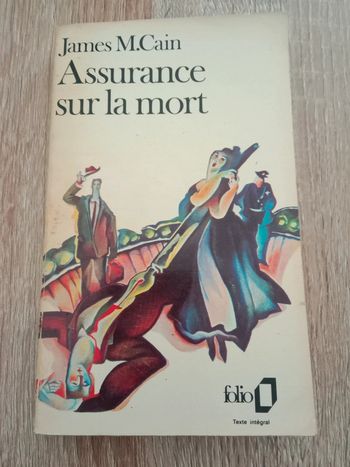 James M.Cain
Assurance
sur la mort
folio
Texte intégral